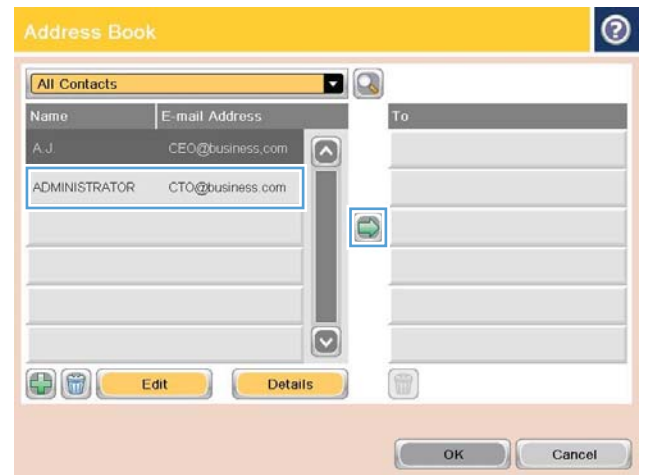 Address Book
All Contacts
Name E-mail Address To
A.J. CEO@business,com
ADMINISTRATOR CTO@business.com
Edit Details
OK Cancel